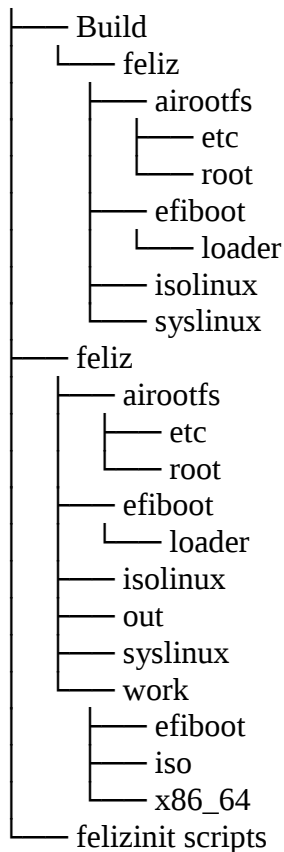 Build
feliz
airootfs
etc
root
efiboot
loader
isolinux
syslinux
feliz
airootfs
etc
root
efiboot
loader
isolinux
out
syslinux
work
efiboot
iso
x86_64
felizinit scripts